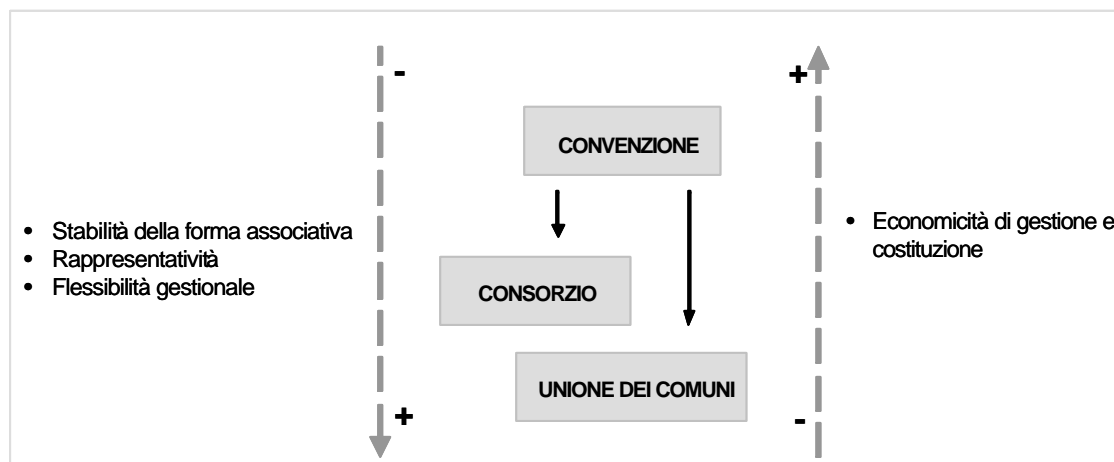 -
+
CONVENZIONE
• Stabilità della forma associativa
• Rappresentatività
• Flessibilità gestionale
• Economicità di gestione e
costituzione
CONSORZIO
UNIONE DEI COMUNI
+
-